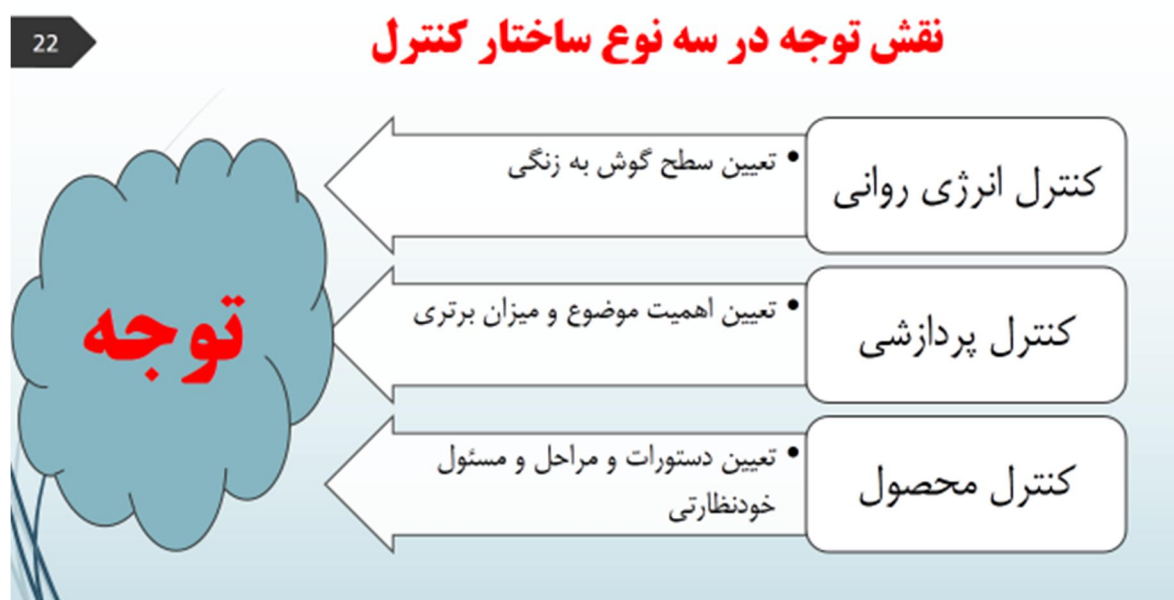 22
نقش توجه در سه نوع ساختار کنترل
کنترل انرژی روانی
• تعیین سطح گوش به زنگی
کنترل پردازشی
• تعیین اهمیت موضوع و میزان برتری
کنترل محصول
• تعیین دستورات و مراحل و مسئول
خودنظارتی
توجه